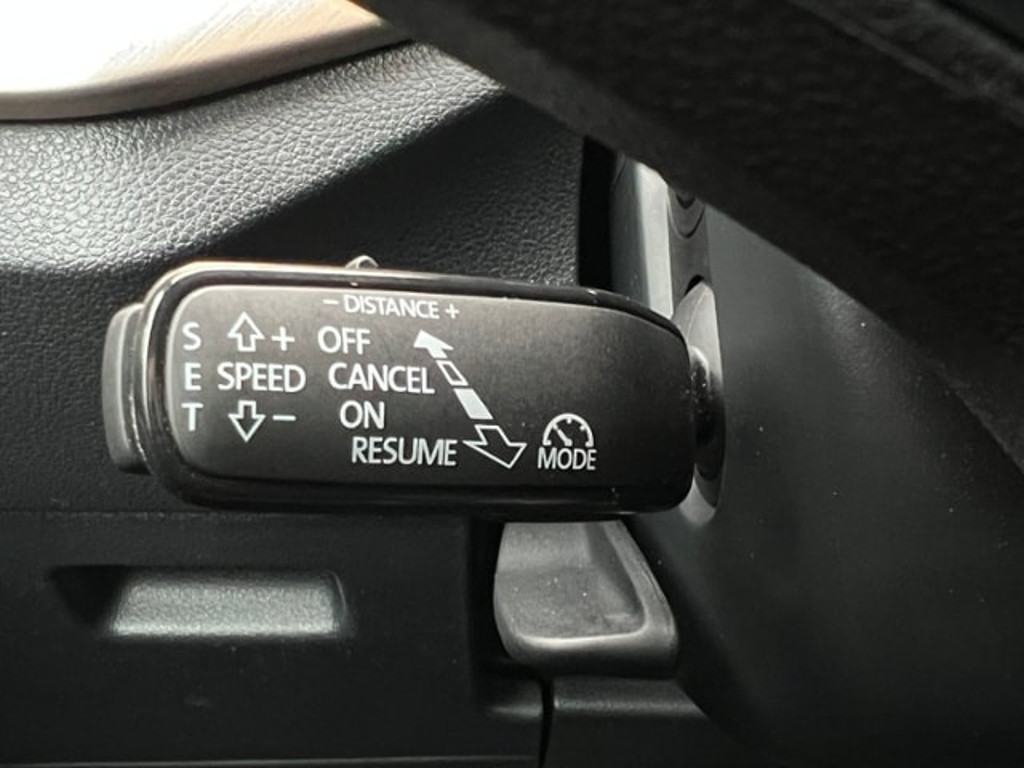 – DISTANCE +
S + OFF
E SPEED CANCEL
T – ON
RESUME MODE